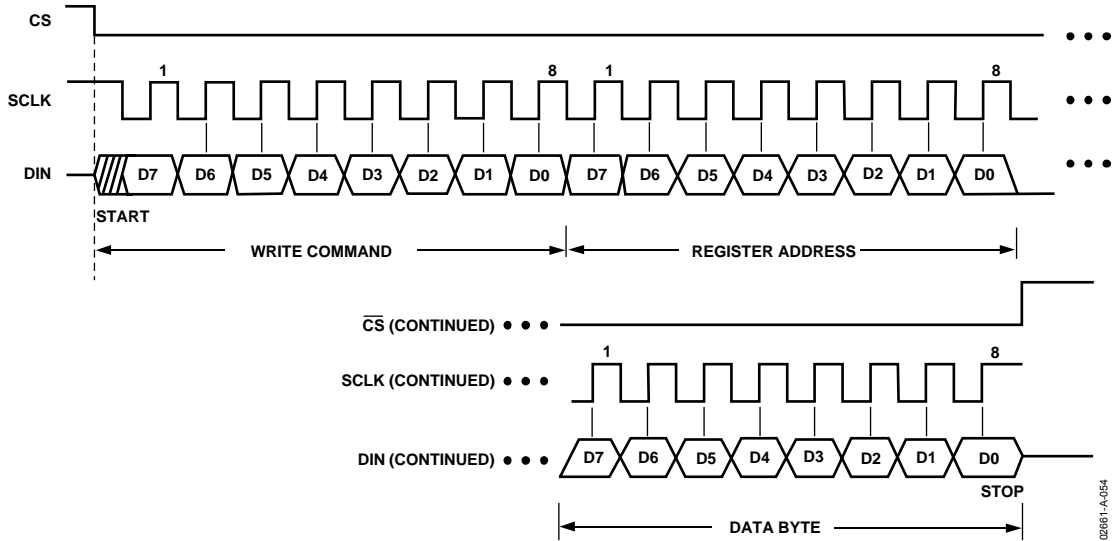 CS
1 8 1 8
SCLK
DIN D7 D6 D5 D4 D3 D2 D1 D0 D7 D6 D5 D4 D3 D2 D1 D0
START
WRITE COMMAND REGISTER ADDRESS
C̅S̅ (CONTINUED)
1 8
SCLK (CONTINUED)
DIN (CONTINUED) D7 D6 D5 D4 D3 D2 D1 D0
STOP
DATA BYTE
02661-A-054